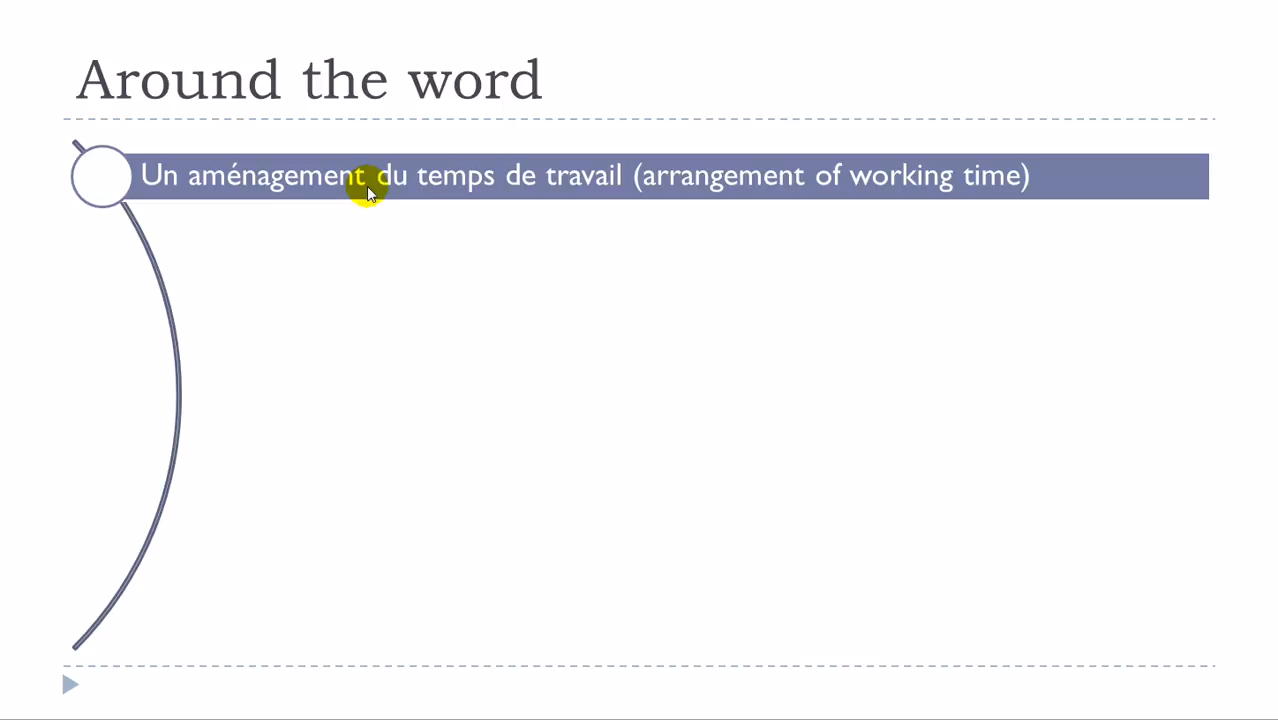 Around the word
Un aménagement du temps de travail (arrangement of working time)